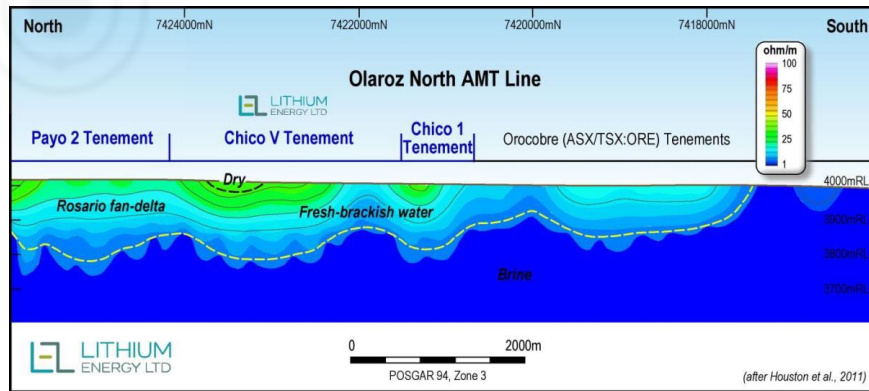 North
7424000mN
7422000mN
7420000mN
7418000mN
South
ohm/m
100
75
50
25
1
Olaroz North AMT Line
LITHIUM
ENERGY LTD
Payo 2 Tenement
Chico V Tenement
Chico 1
Tenement
Orocobre (ASX/TSX:ORE) Tenements
Dry
4000mRL
Rosario fan-delta
Fresh-brackish water
3900mRL
3800mRL
Brine
3700mRL
LITHIUM
ENERGY LTD
0
2000m
POSGAR 94, Zone 3
(after Houston et al., 2011)